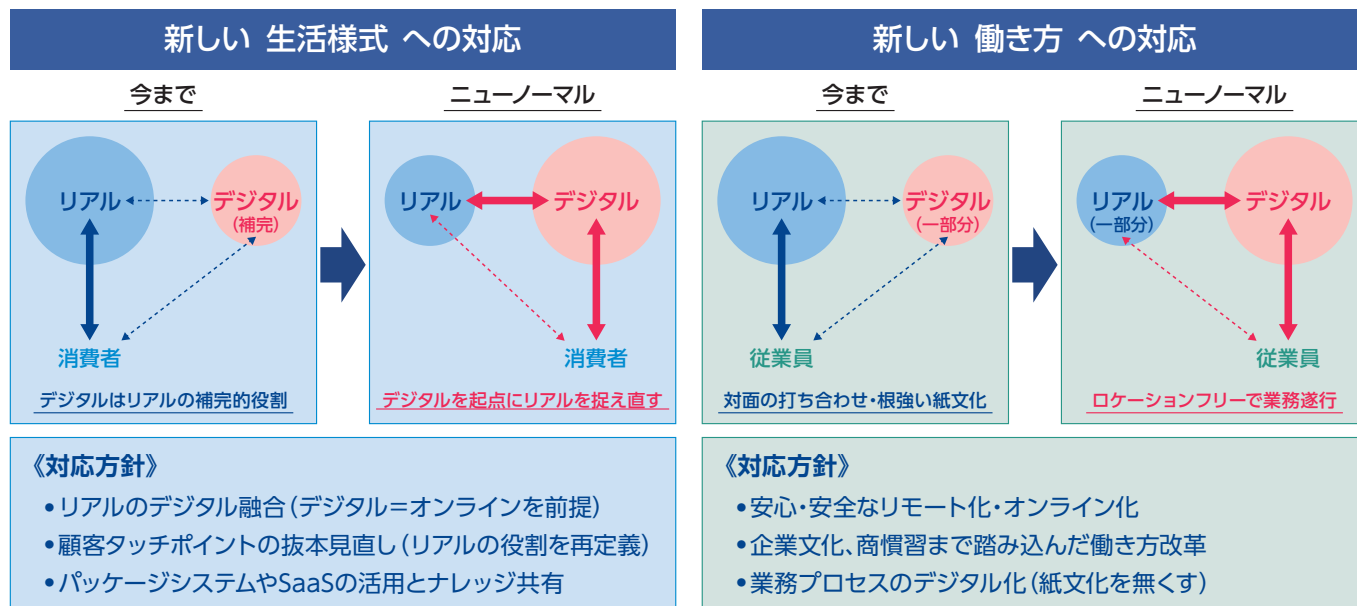 新しい 生活様式 への対応
今まで
ニューノーマル
リアル
デジタル
(補完)
消費者
デジタルはリアルの補完的役割
リアル
デジタル
消費者
デジタルを起点にリアルを捉え直す
《対応方針》
•リアルのデジタル融合(デジタル=オンラインを前提)
•顧客タッチポイントの抜本見直し(リアルの役割を再定義)
•パッケージシステムやSaaSの活用とナレッジ共有
新しい 働き方 への対応
今まで
ニューノーマル
リアル
デジタル
(一部分)
従業員
対面の打ち合わせ・根強い紙文化
リアル
(一部分)
デジタル
従業員
ロケーションフリーで業務遂行
《対応方針》
•安心・安全なリモート化・オンライン化
•企業文化、商慣習まで踏み込んだ働き方改革
•業務プロセスのデジタル化(紙文化を無くす)